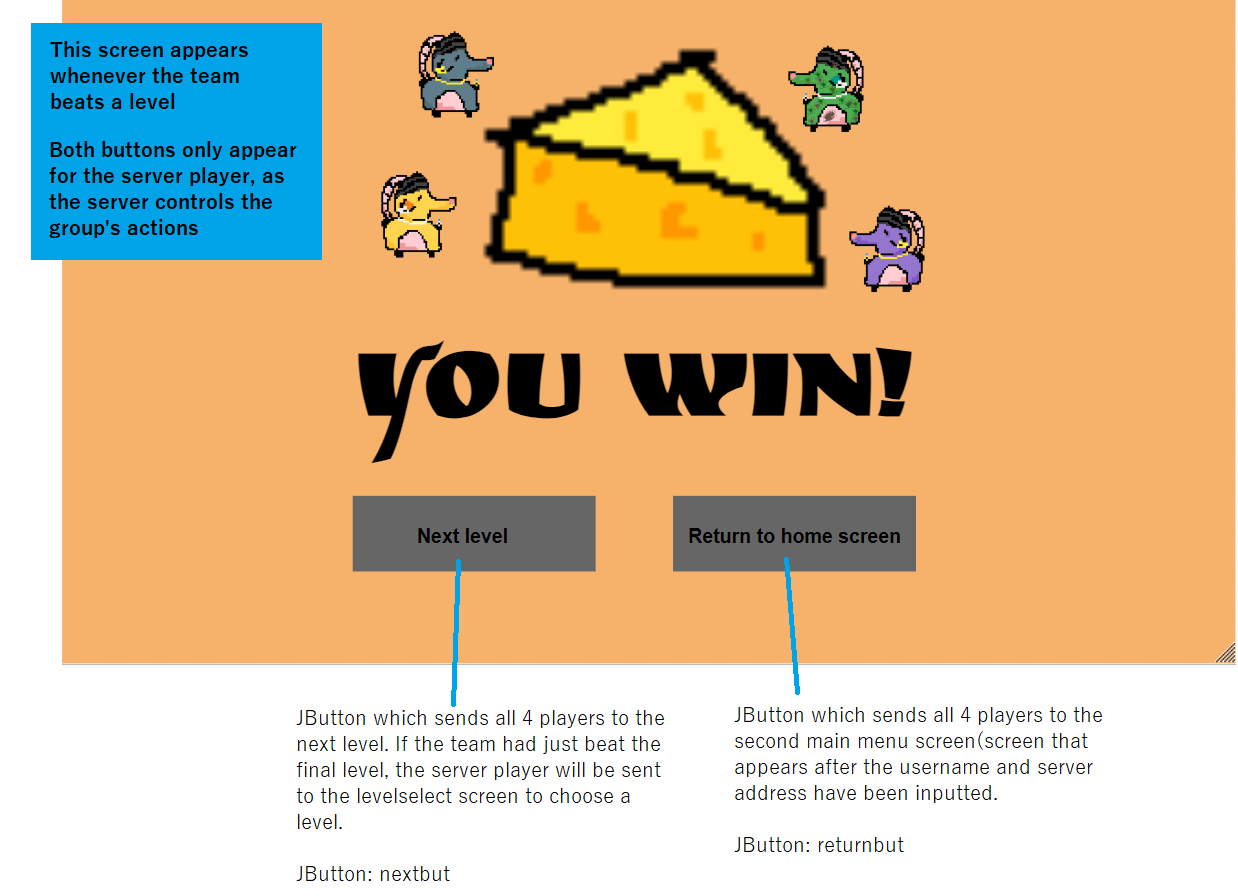 This screen appears
whenever the team
beats a level
Both buttons only appear
for the server player, as
the server controls the
group's actions
YOU WIN!
Next level
Return to home screen
JButton which sends all 4 players to the
next level. If the team had just beat the
final level, the server player will be sent
to the levelselect screen to choose a
level.
JButton: nextbut
JButton which sends all 4 players to the
second main menu screen(screen that
appears after the username and server
address have been inputted.
JButton: returnbut